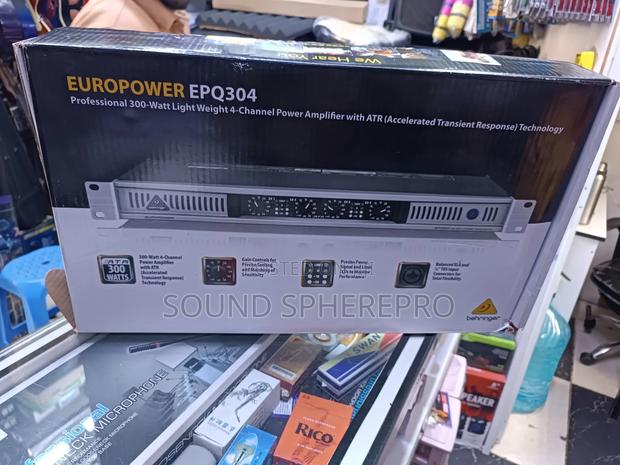 We Hear You
EUROPOWER EPQ304
Professional 300-Watt Light Weight 4-Channel Power Amplifier with ATR (Accelerated Transient Response) Technology
ATR
300
WATTS
300-Watt 4-Channel
Power Amplifier
with ATR
(Accelerated
Transient Response)
Technology
Gain Controls for
Precise Setting
and Matching of
Sensitivity
Precise Power,
Signal and Limit
LEDs to Monitor
Performance
Balanced XLR and
¼" TRS Input
Connectors for
Total Flexibility
SOUND SPHEREPRO
behringer
SWAN
RICO
MICROPHONE
SPEAKER